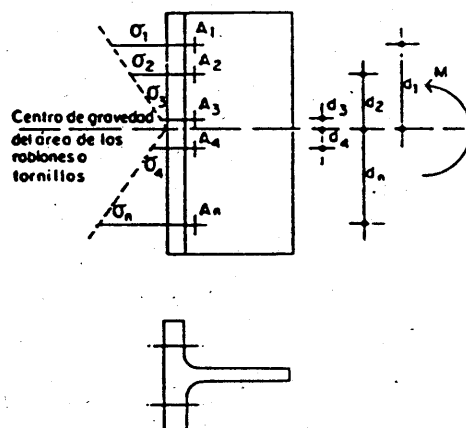 σ1 A1
σ2 A2
σ3 A3
Centro de gravedad
del área de los
roblones o
tornillos
σ4 A4
σn An
d3
d4
d2
dn
d1
M